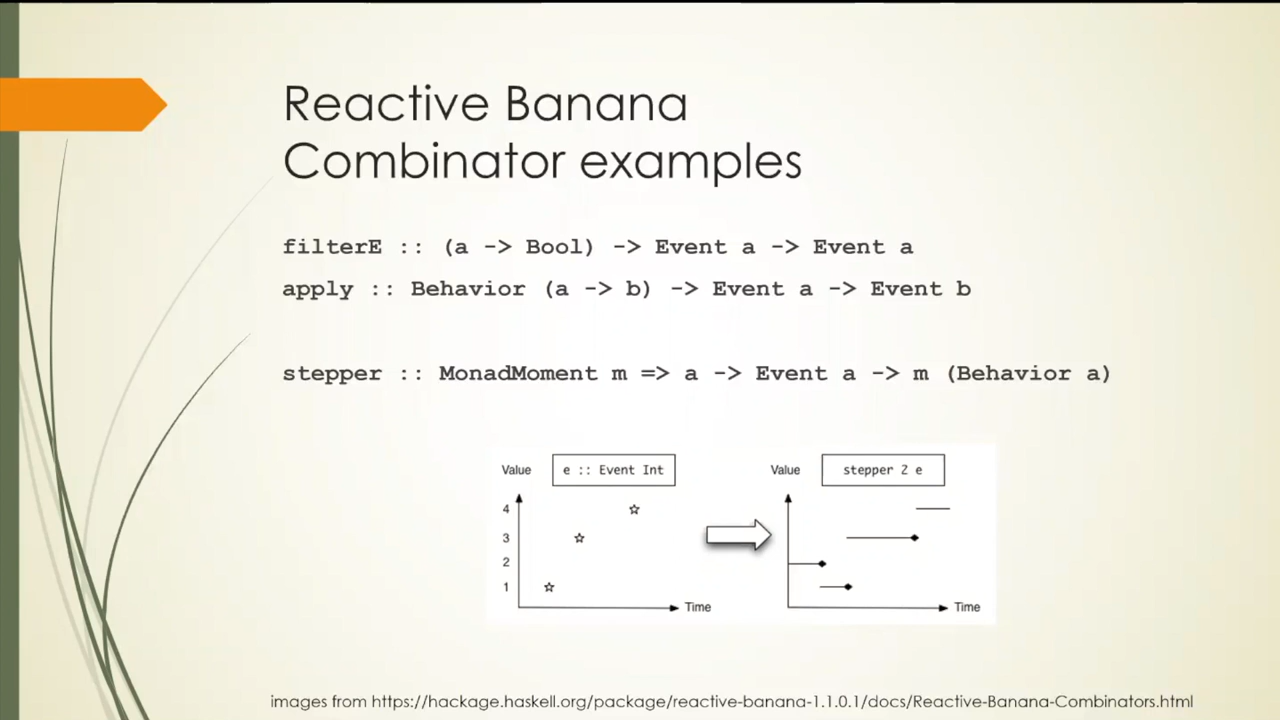 Reactive Banana
Combinator examples
filterE :: (a -> Bool) -> Event a -> Event a
apply :: Behavior (a -> b) -> Event a -> Event b
stepper :: MonadMoment m => a -> Event a -> m (Behavior a)
Value
e :: Event Int
4
3
2
1
Time
Value
stepper 2 e
Time
images from https://hackage.haskell.org/package/reactive-banana-1.1.0.1/docs/Reactive-Banana-Combinators.html